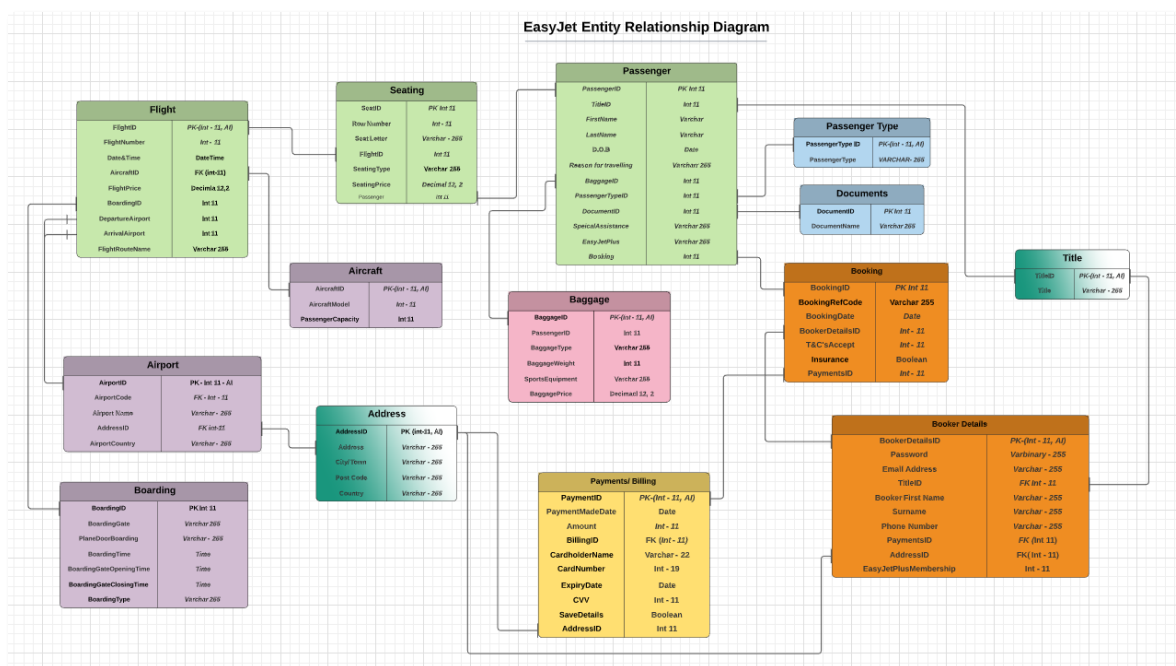 EasyJet Entity Relationship Diagram
Flight
FlightID PK-(int - 11, AI)
FlightNumber Int - 11
Date&Time DateTime
AircraftID FK (int-11)
FlightPrice Decimla 12,2
BoardingID Int 11
DepartureAirport Int 11
ArrivalAirport Int 11
FlightRouteName Varchar 255
Seating
SeatID PK Int 11
Row Number Int - 11
Seat Letter Varchar - 255
FlightID Int 11
SeatingType Varchar 255
SeatingPrice Decimal 12, 2
Passenger Int 11
Passenger
PassengerID PK Int 11
TitleID Int 11
FirstName Varchar
LastName Varchar
D.O.B Date
Reason for travelling Varchar 255
BaggageID Int 11
PassengerTypeID Int 11
DocumentID Int 11
SpeicalAssistance Varchar 255
EasyJetPlus Varchar 255
Booking Int 11
Passenger Type
PassengerType ID PK-(int - 11, AI)
PassengerType VARCHAR- 255
Documents
DocumentID PK Int 11
DocumentName Varchar 255
Title
TitleID PK-(int - 11, AI)
Title Varchar - 255
Aircraft
AircraftID PK-(int - 11, AI)
AircraftModel Int - 11
PassengerCapacity Int 11
Baggage
BaggageID PK-(int - 11, AI)
PassengerID Int 11
BaggageType Varchar 255
BaggageWeight Int 11
SportsEquipment Varchar 255
BaggagePrice Decimacl 12, 2
Booking
BookingID PK Int 11
BookingRefCode Varchar 255
BookingDate Date
BookerDetailsID Int - 11
T&C'sAccept Int - 11
Insurance Boolean
PaymentsID Int - 11
Airport
AirportID PK - Int 11 - AI
AirportCode FK - Int - 11
Airport Name Varchar - 255
AddressID FK int-11
AirportCountry Varchar - 255
Address
AddressID PK (int-11, AI)
Address Varchar - 255
City/Town Varchar - 255
Post Code Varchar - 255
Country Varchar - 255
Boarding
BoardingID PK Int 11
BoardingGate Varchar 255
PlaneDoorBoarding Varchar - 255
BoardingTime Time
BoardingGateOpeningTime Time
BoardingGateClosingTime Time
BoardingType Varchar 255
Payments/ Billing
PaymentID PK-(Int - 11, AI)
PaymentMadeDate Date
Amount Int - 11
BillingID FK (Int - 11)
CardholderName Varchar - 22
CardNumber Int - 19
ExpiryDate Date
CVV Int - 11
SaveDetails Boolean
AddressID Int 11
Booker Details
BookerDetailsID PK-(Int - 11, AI)
Password Varbinary - 255
Email Address Varchar - 255
TitleID FK Int - 11
Booker First Name Varchar - 255
Surname Varchar - 255
Phone Number Varchar - 255
PaymentsID FK (Int 11)
AddressID FK( Int - 11)
EasyJetPlusMembership Int - 11